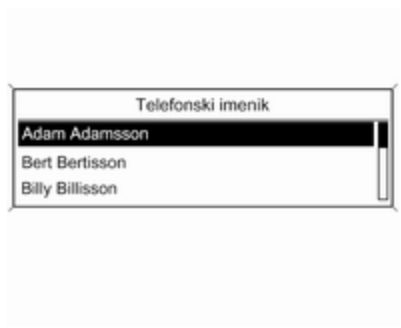 Telefonski imenik
Adam Adamsson
Bert Bertisson
Billy Billisson